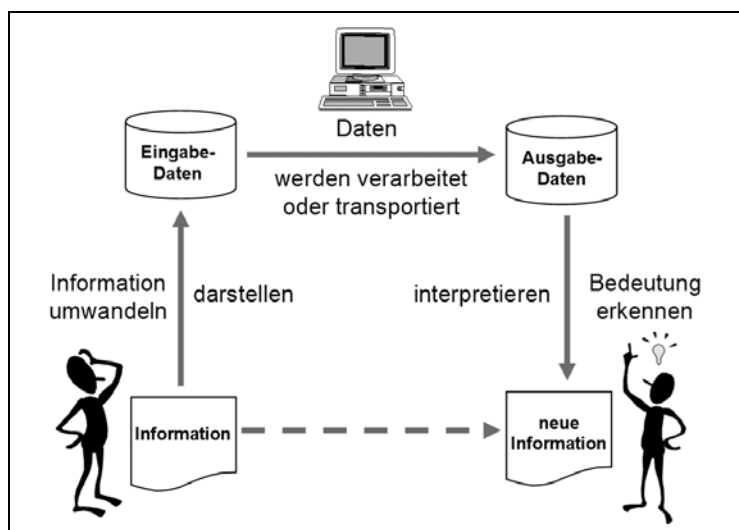 Daten
Eingabe-
Daten
Ausgabe-
Daten
werden verarbeitet
oder transportiert
Information
umwandeln
darstellen
interpretieren
Bedeutung
erkennen
Information
neue
Information